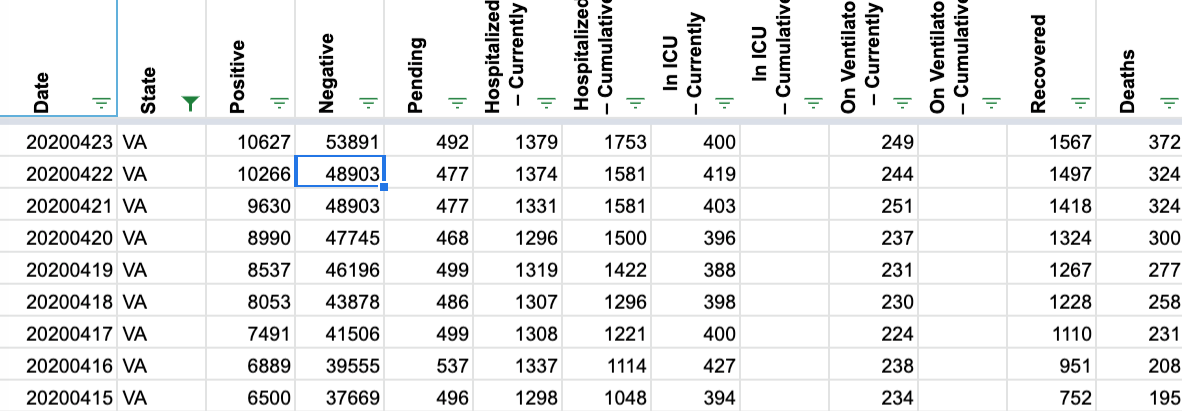 Date State Positive Negative Pending Hospitalized – Currently Hospitalized – Cumulative In ICU – Currently In ICU – Cumulative On Ventilato – Currently On Ventilato – Cumulative Recovered Deaths
20200423 VA 10627 53891 492 1379 1753 400 249 1567 372
20200422 VA 10266 48903 477 1374 1581 419 244 1497 324
20200421 VA 9630 48903 477 1331 1581 403 251 1418 324
20200420 VA 8990 47745 468 1296 1500 396 237 1324 300
20200419 VA 8537 46196 499 1319 1422 388 231 1267 277
20200418 VA 8053 43878 486 1307 1296 398 230 1228 258
20200417 VA 7491 41506 499 1308 1221 400 224 1110 231
20200416 VA 6889 39555 537 1337 1114 427 238 951 208
20200415 VA 6500 37669 496 1298 1048 394 234 752 195